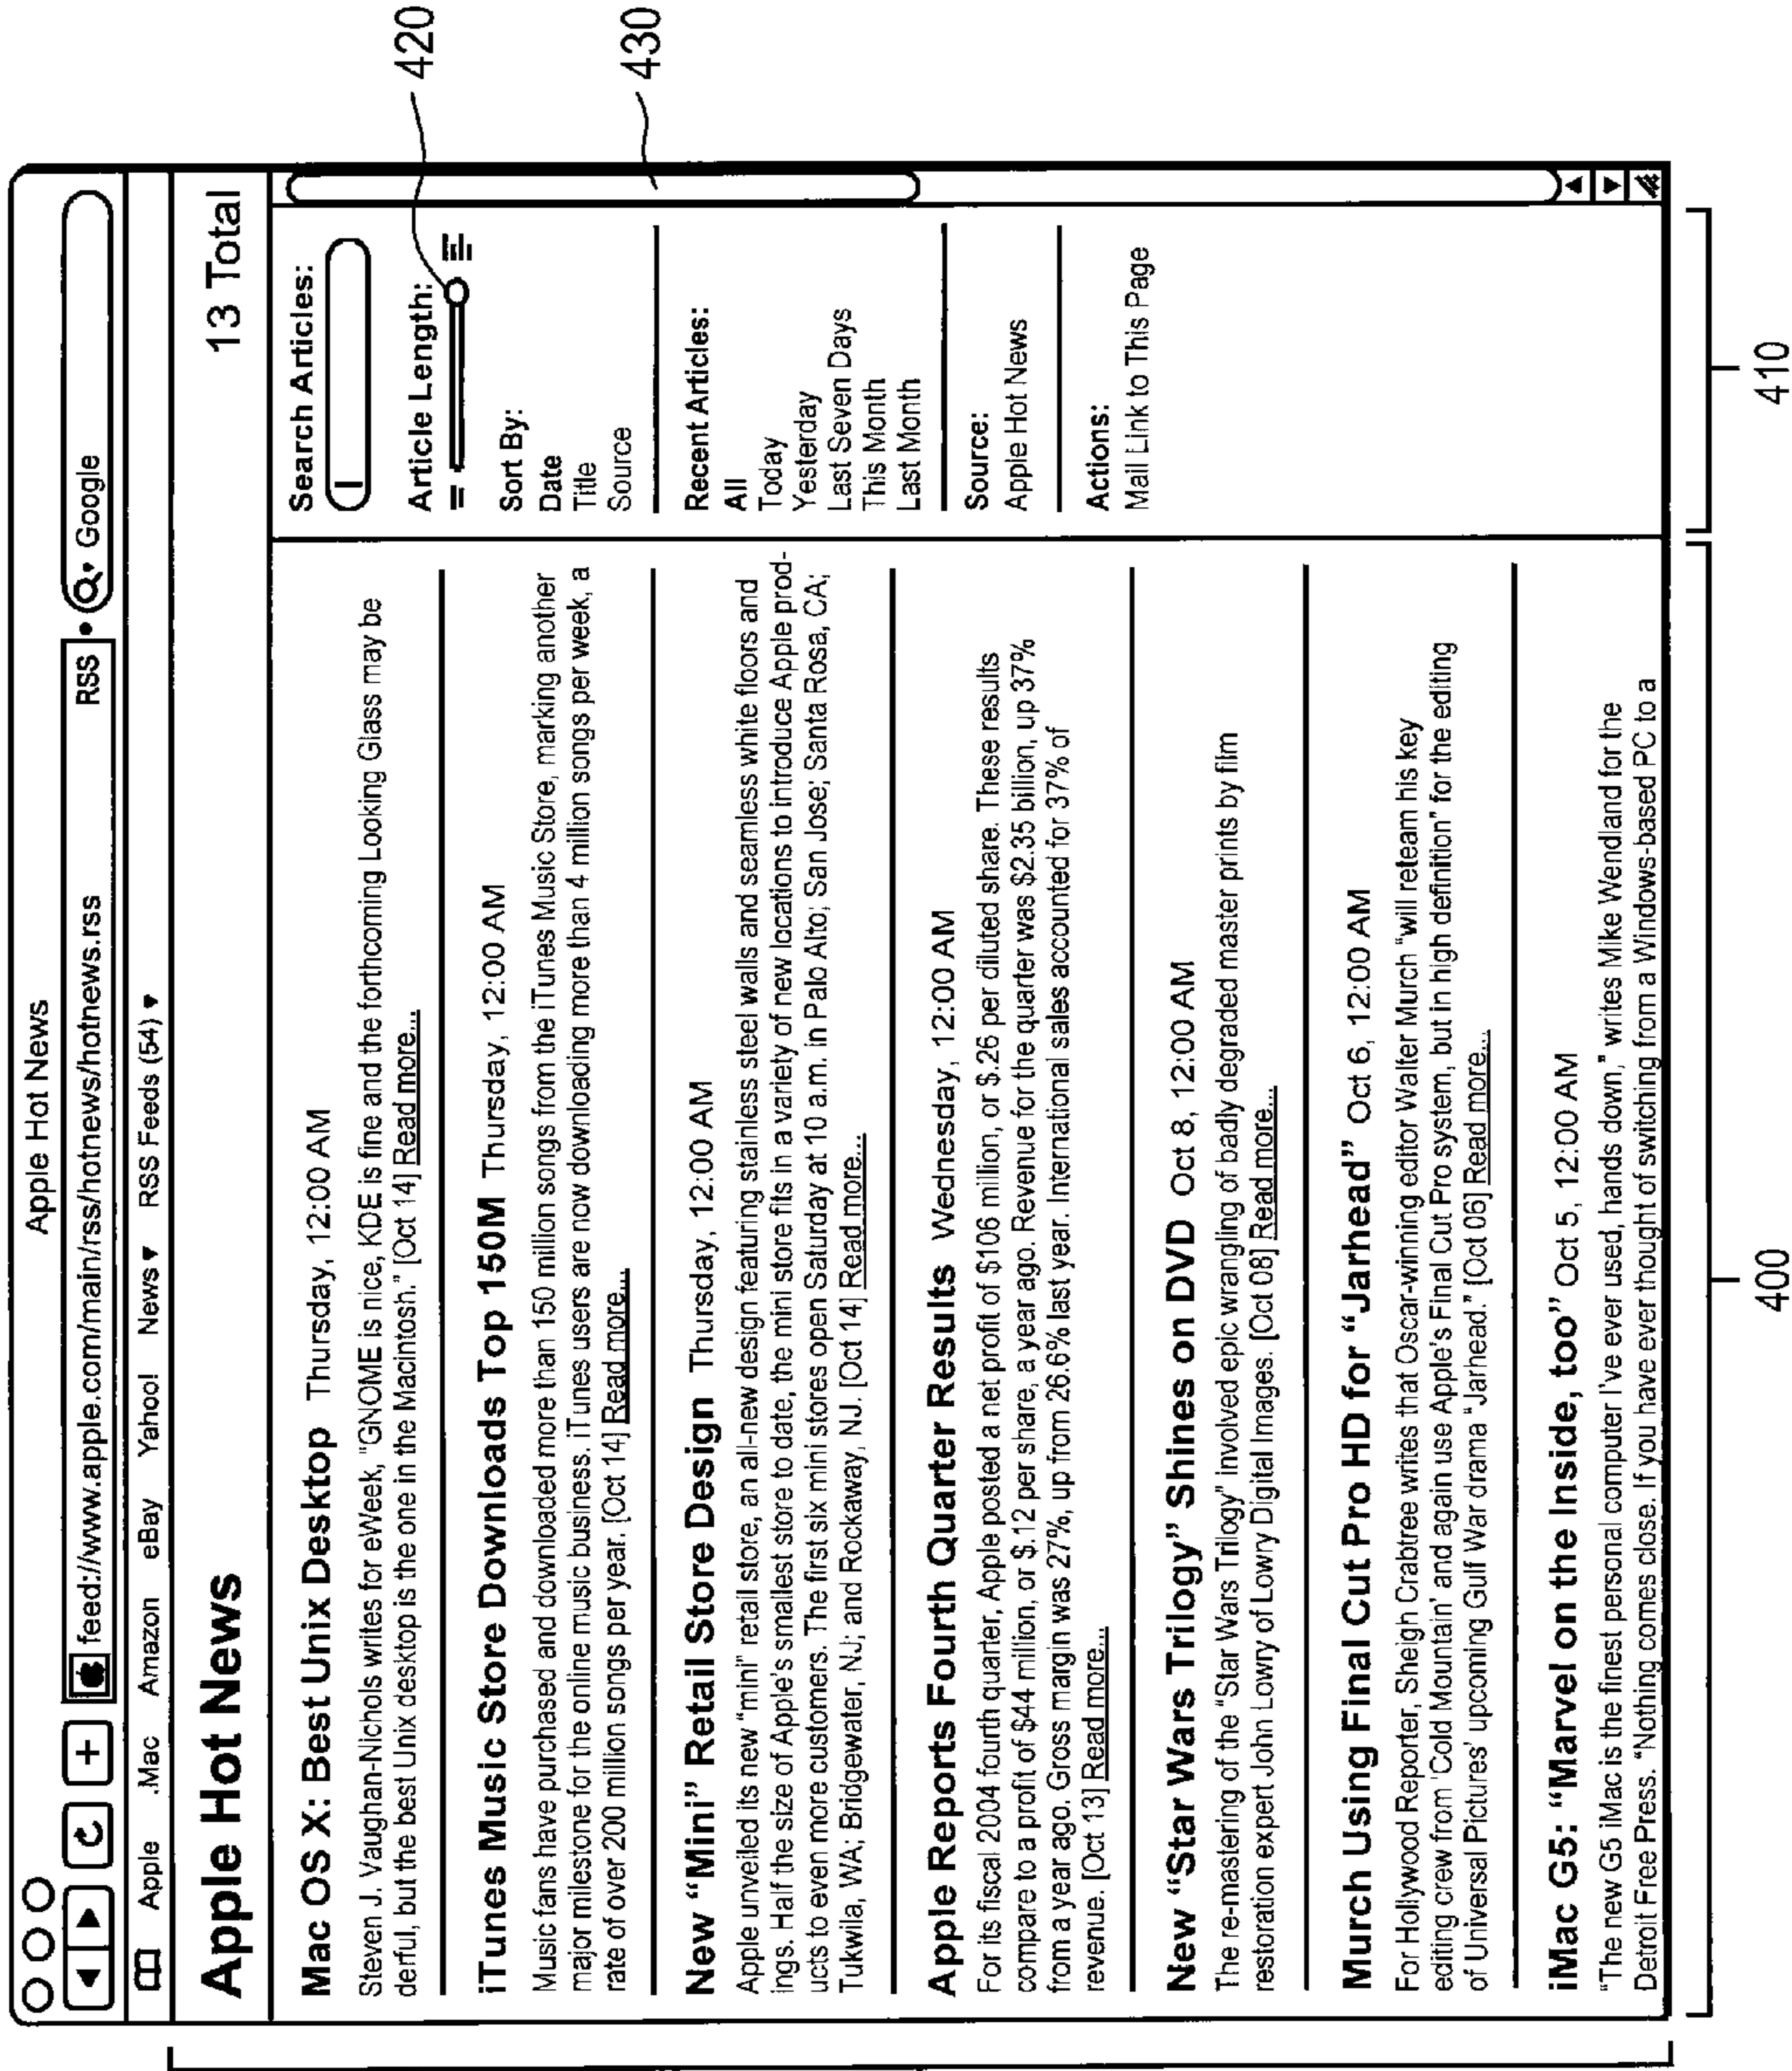 Apple Hot News
feed://www.apple.com/main/rss/hotnews/hotnews.rss RSS
Google
Apple .Mac Amazon eBay Yahoo! News RSS Feeds (54)
Apple Hot News
13 Total
Mac OS X: Best Unix Desktop Thursday, 12:00 AM
Steven J. Vaughan-Nichols writes for eWeek, "GNOME is nice, KDE is fine and the forthcoming Looking Glass may be
derful, but the best Unix desktop is the one in the Macintosh." [Oct 14] Read more...
iTunes Music Store Downloads Top 150M Thursday, 12:00 AM
Music fans have purchased and downloaded more than 150 million songs from the iTunes Music Store, marking another
major milestone for the online music business. iTunes users are now downloading more than 4 million songs per week, a
rate of over 200 million songs per year. [Oct 14] Read more...
New “Mini” Retail Store Design Thursday, 12:00 AM
Apple unveiled its new “mini” retail store, an all-new design featuring stainless steel walls and seamless white floors and
ings. Half the size of Apple's smallest store to date, the mini store fits in a variety of new locations to introduce Apple prod-
ucts to even more customers. The first six mini stores open Saturday at 10 a.m. in Palo Alto; San Jose; Santa Rosa, CA;
Tukwila, WA; Bridgewater, NJ; and Rockaway, NJ. [Oct 14] Read more...
Apple Reports Fourth Quarter Results Wednesday, 12:00 AM
For its fiscal 2004 fourth quarter, Apple posted a net profit of $106 million, or $.26 per diluted share. These results
compare to a profit of $44 million, or $.12 per share, a year ago. Revenue for the quarter was $2.35 billion, up 37%
from a year ago. Gross margin was 27%, up from 26.6% last year. International sales accounted for 37% of
revenue. [Oct 13] Read more...
New “Star Wars Trilogy” Shines on DVD Oct 8, 12:00 AM
The re-mastering of the “Star Wars Trilogy” involved epic wrangling of badly degraded master prints by film
restoration expert John Lowry of Lowry Digital Images. [Oct 08] Read more...
Murch Using Final Cut Pro HD for “Jarhead” Oct 6, 12:00 AM
For Hollywood Reporter, Sheigh Crabtree writes that Oscar-winning editor Walter Murch “will reteam his key
editing crew from 'Cold Mountain' and again use Apple's Final Cut Pro system, but in high definition” for the editing
of Universal Pictures' upcoming Gulf War drama “Jarhead.” [Oct 06] Read more...
iMac G5: “Marvel on the Inside, too” Oct 5, 12:00 AM
“The new G5 iMac is the finest personal computer I've ever used, hands down,” writes Mike Wendland for the
Detroit Free Press. “Nothing comes close. If you have ever thought of switching from a Windows-based PC to a
Search Articles:
Article Length:
Sort By:
Date
Title
Source
Recent Articles:
All
Today
Yesterday
Last Seven Days
This Month
Last Month
Source:
Apple Hot News
Actions:
Mail Link to This Page
420
430
400
410